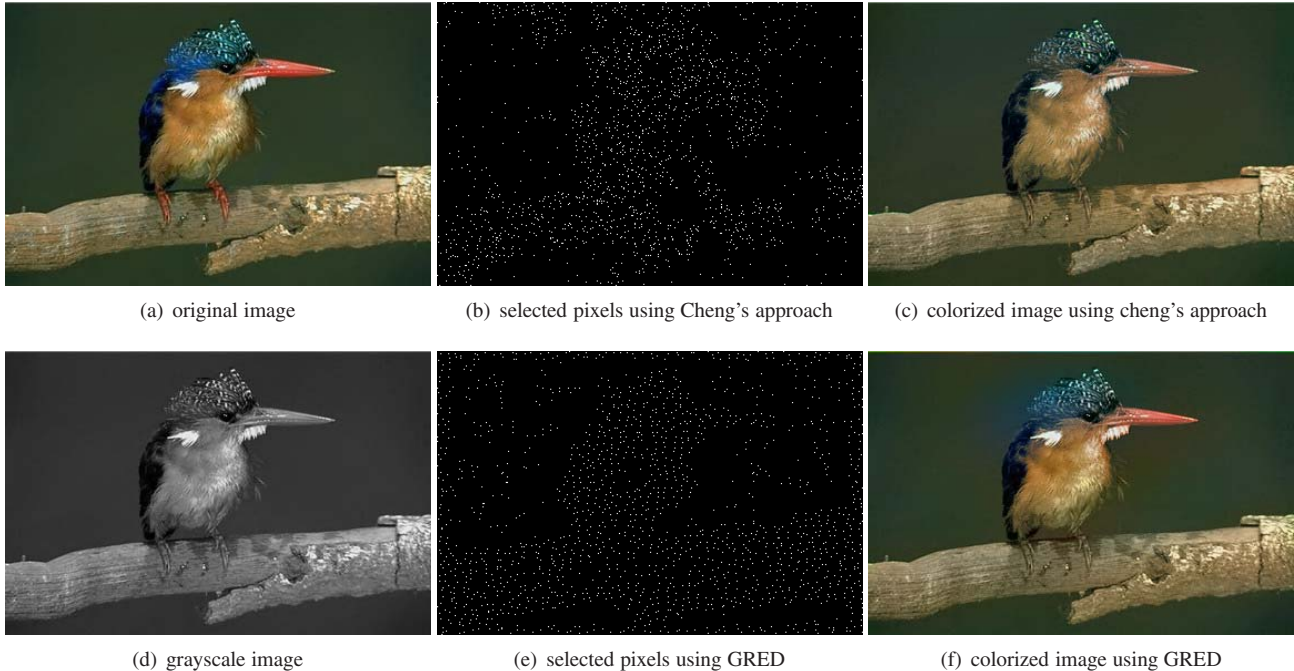 (a) original image
(b) selected pixels using Cheng's approach
(c) colorized image using cheng's approach
(d) grayscale image
(e) selected pixels using GRED
(f) colorized image using GRED